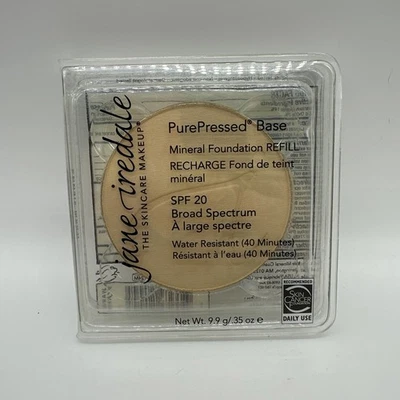 jane iredale
THE SKINCARE MAKEUP®
PurePressed® Base
Mineral Foundation REFILL
RECHARGE Fond de teint
minéral
SPF 20
Broad Spectrum
À large spectre
Water Resistant (40 Minutes)
Résistant à l'eau (40 Minutes)
Net Wt. 9.9 g/.35 oz e
RECOMMENDED
SKIN
CANCER
DAILY USE